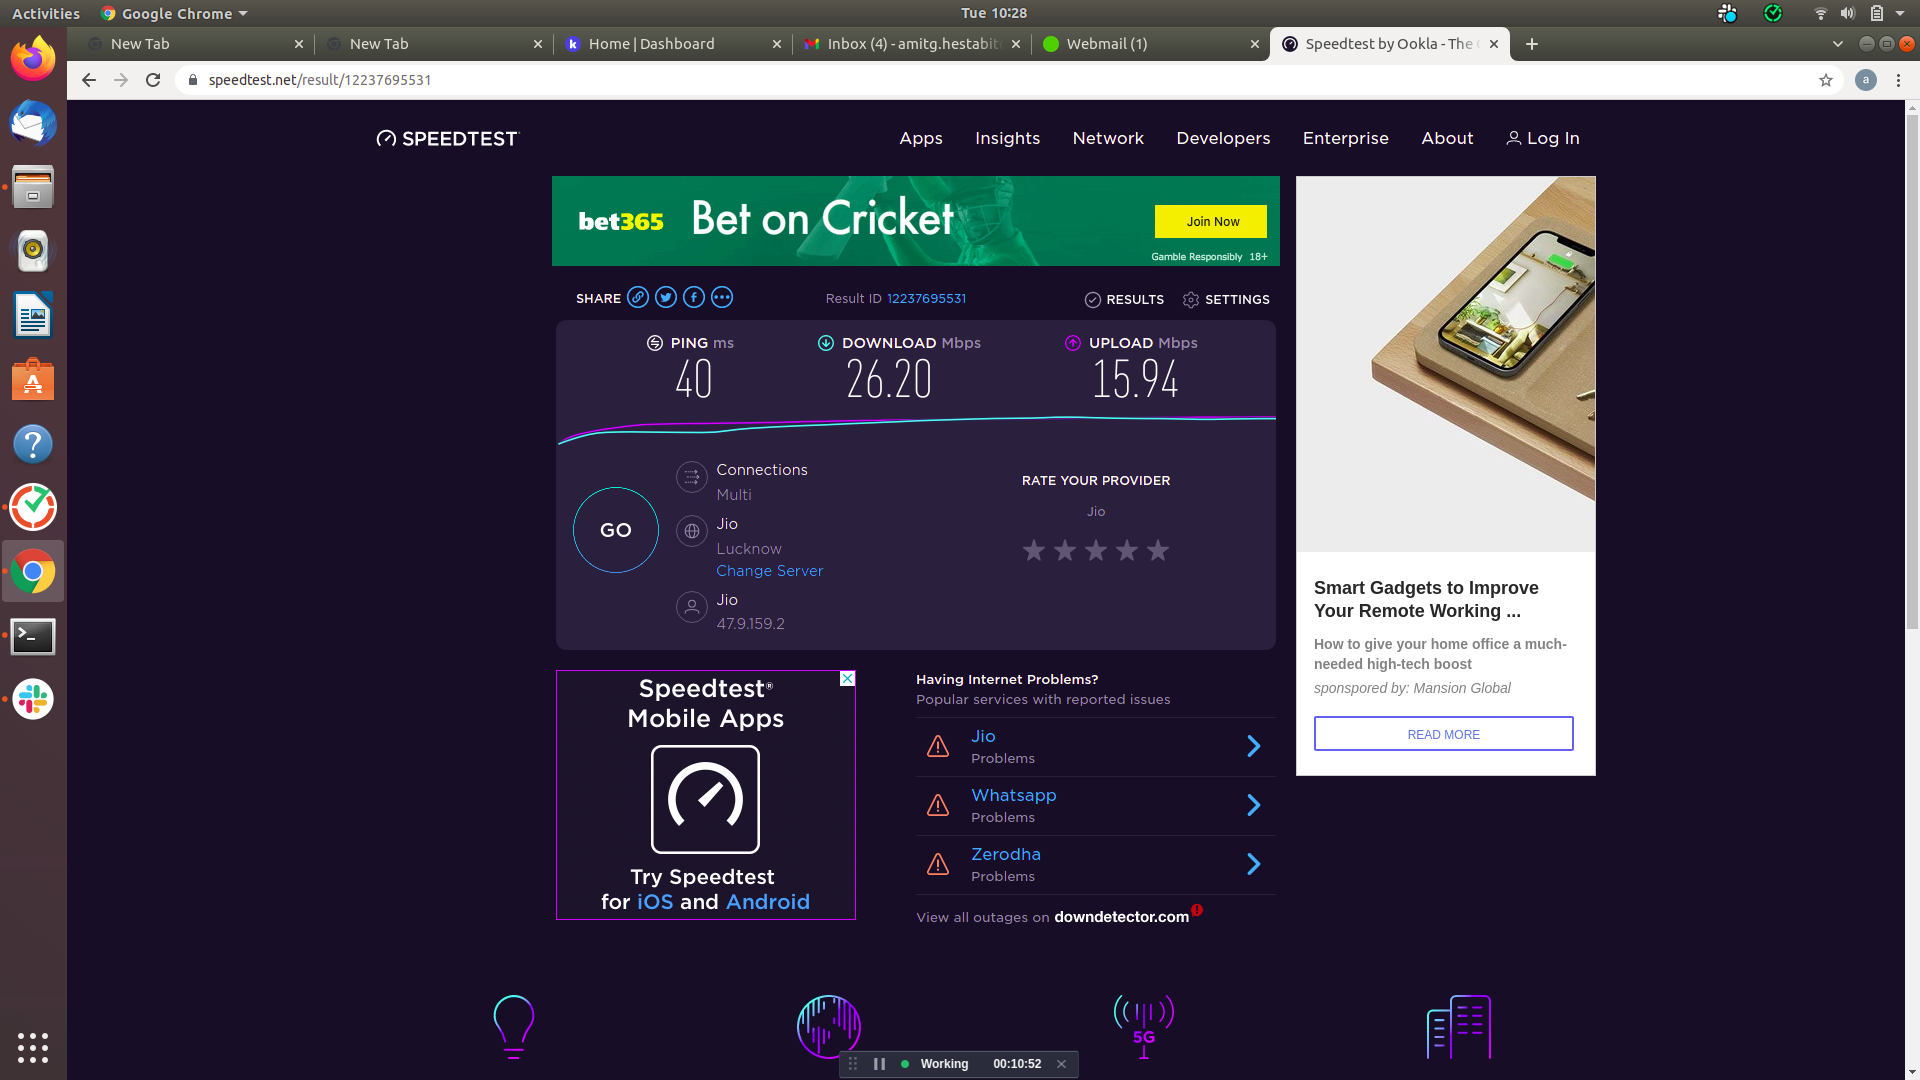 Activities
Google Chrome
Tue 10:28
New Tab
New Tab
Home | Dashboard
Inbox (4) - amitg.hestabit
Webmail (1)
Speedtest by Ookla - The
speedtest.net/result/12237695531
a
SPEEDTEST
Apps
Insights
Network
Developers
Enterprise
About
Log In
bet365
Bet on Cricket
Join Now
Gamble Responsibly 18+
SHARE
Result ID 12237695531
RESULTS
SETTINGS
PING ms
DOWNLOAD Mbps
UPLOAD Mbps
40
26.20
15.94
GO
Connections
Multi
Jio
Lucknow
Change Server
Jio
47.9.159.2
RATE YOUR PROVIDER
Jio
Smart Gadgets to Improve
Your Remote Working ...
How to give your home office a much-
needed high-tech boost
sponspored by: Mansion Global
READ MORE
Speedtest®
Mobile Apps
Try Speedtest
for iOS and Android
Having Internet Problems?
Popular services with reported issues
Jio
Problems
Whatsapp
Problems
Zerodha
Problems
View all outages on downdetector.com
5G
Working
00:10:52